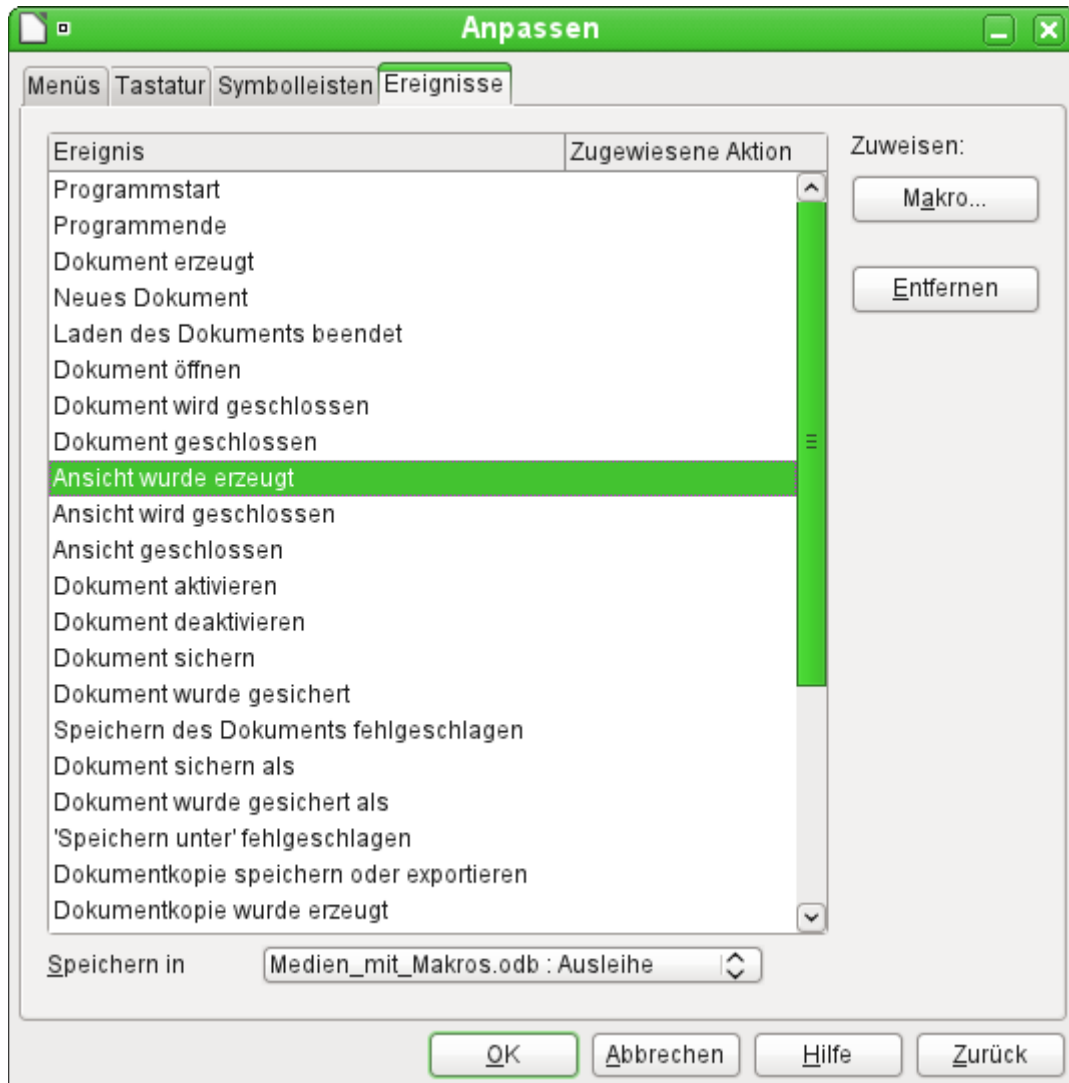 Anpassen
Menüs Tastatur Symbolleisten Ereignisse
Ereignis Zugewiesene Aktion Zuweisen:
Programmstart
Makro...
Programmende
Dokument erzeugt
Neues Dokument
Entfernen
Laden des Dokuments beendet
Dokument öffnen
Dokument wird geschlossen
Dokument geschlossen
Ansicht wurde erzeugt
Ansicht wird geschlossen
Ansicht geschlossen
Dokument aktivieren
Dokument deaktivieren
Dokument sichern
Dokument wurde gesichert
Speichern des Dokuments fehlgeschlagen
Dokument sichern als
Dokument wurde gesichert als
'Speichern unter' fehlgeschlagen
Dokumentkopie speichern oder exportieren
Dokumentkopie wurde erzeugt
Speichern in Medien_mit_Makros.odb : Ausleihe
OK Abbrechen Hilfe Zurück